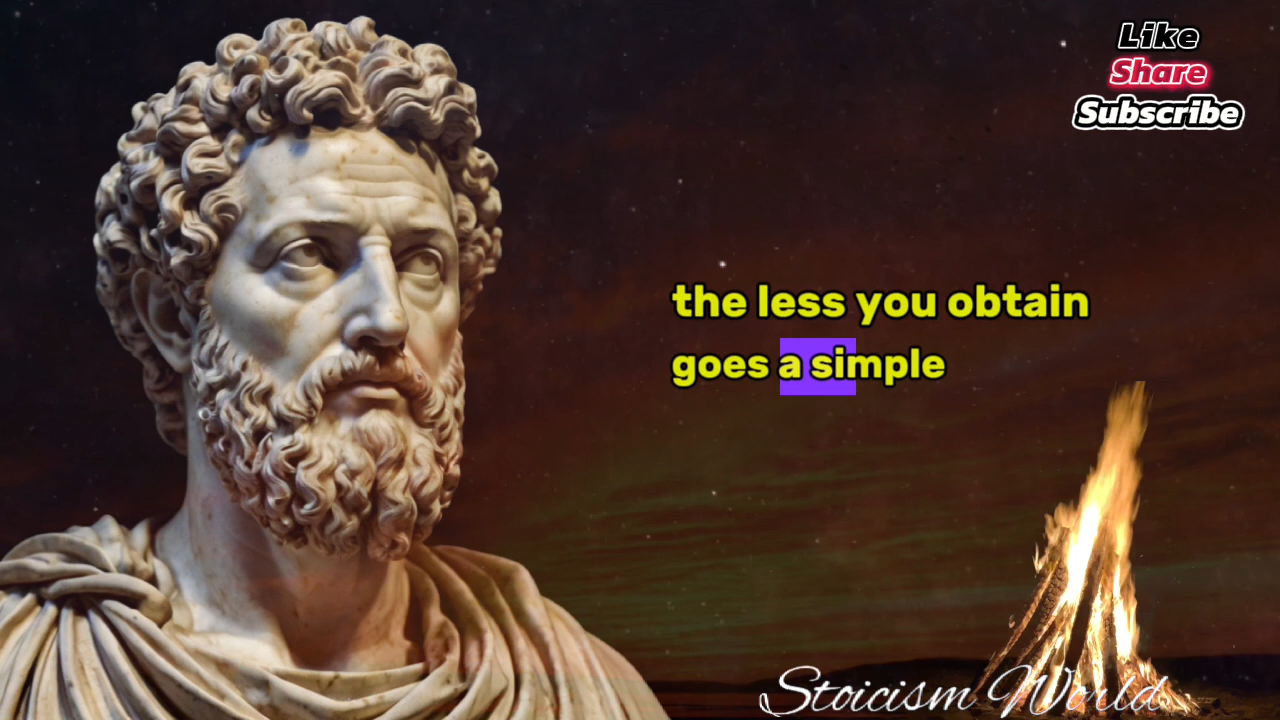 Like
Share
Subscribe
the less you obtain
goes a simple
Stoicism World